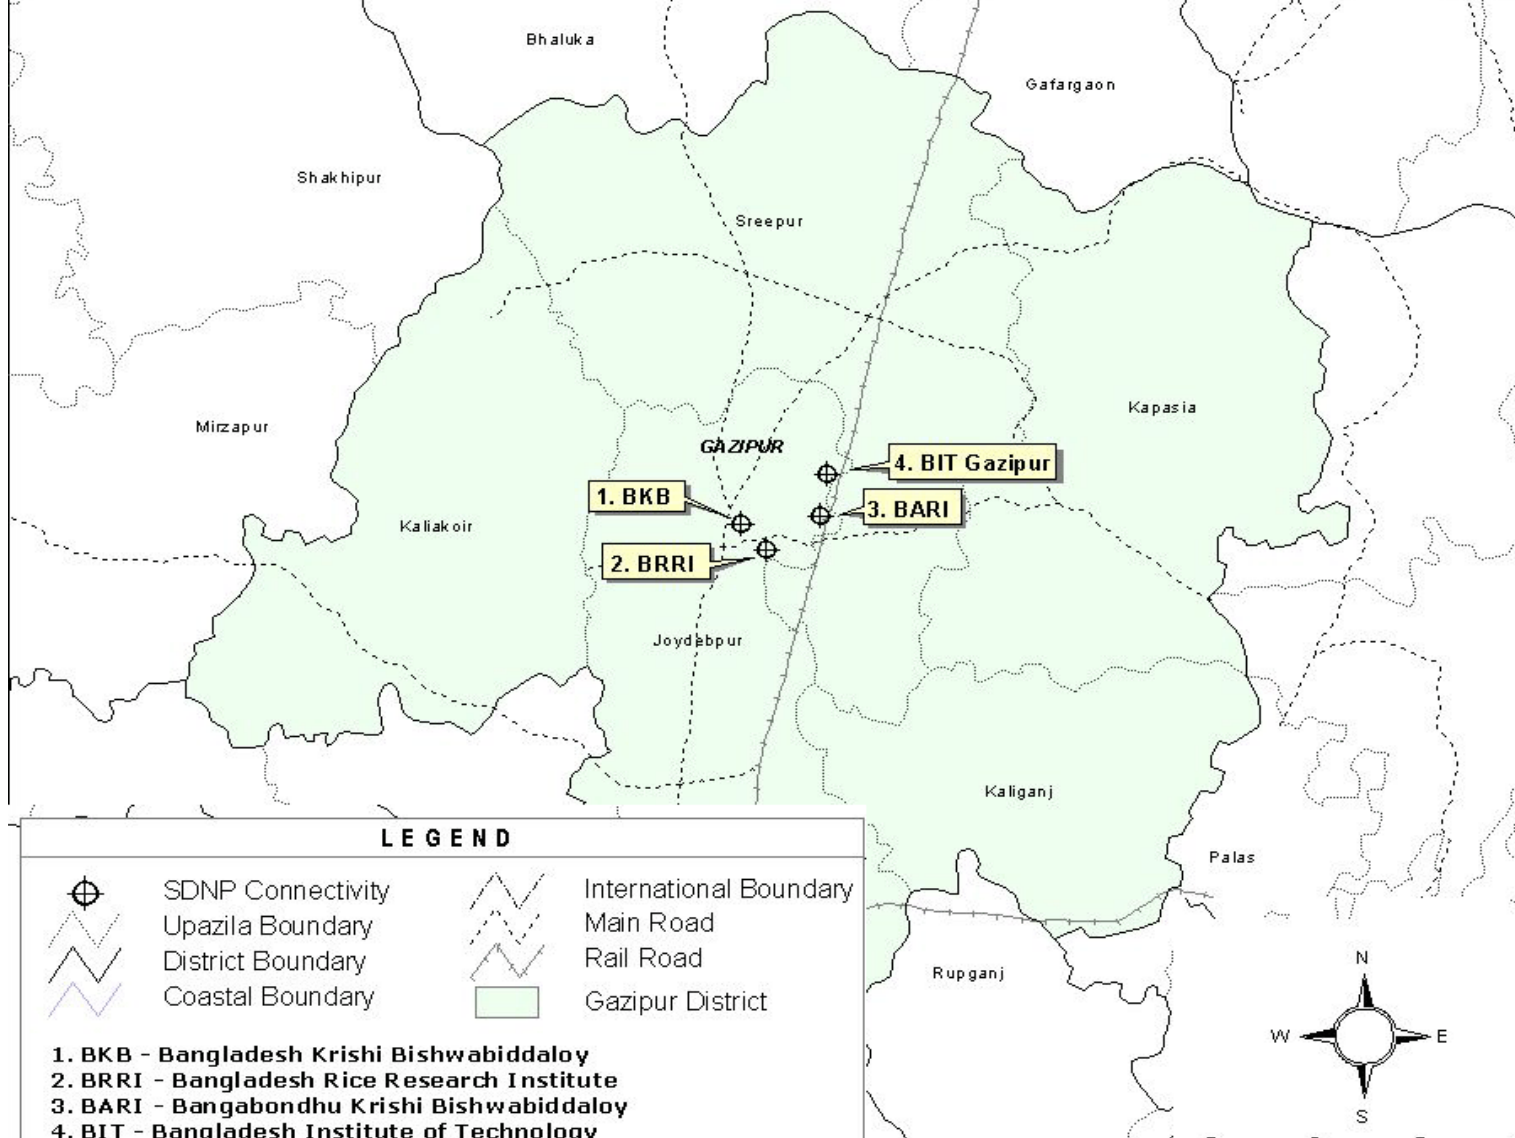 Bhaluka
Gafargaon
Shakhipur
Sreepur
Kapasia
Mirzapur
GAZIPUR
4. BIT Gazipur
1. BKB
3. BARI
Kaliakoir
2. BRRI
Joydebpur
Kaliganj
Palas
Rupganj
N
W
E
S
LEGEND
SDNP Connectivity
Upazila Boundary
District Boundary
Coastal Boundary
International Boundary
Main Road
Rail Road
Gazipur District
1. BKB - Bangladesh Krishi Bishwabiddaloy
2. BRRI - Bangladesh Rice Research Institute
3. BARI - Bangabondhu Krishi Bishwabiddaloy
4. BIT - Bangladesh Institute of Technology